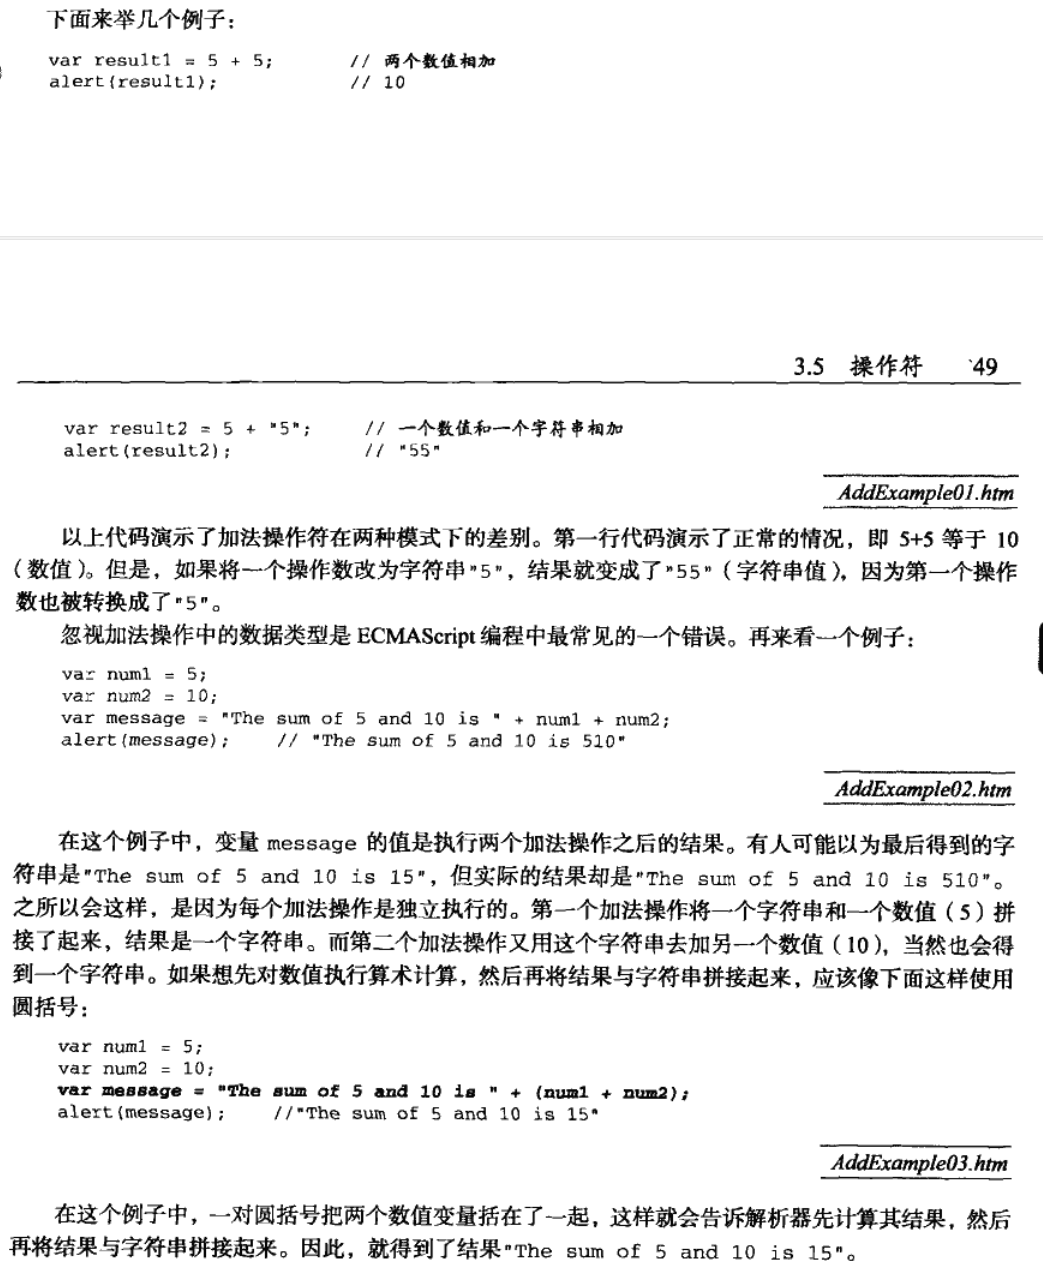 下面来举几个例子：
var result1 = 5 + 5;          // 两个数值相加
alert(result1);               // 10
3.5 操作符 49
var result2 = 5 + "5";        // 一个数值和一个字符串相加
alert(result2);               // "55"
AddExample01.htm
以上代码演示了加法操作符在两种模式下的差别。第一行代码演示了正常的情况，即 5+5 等于 10
（数值）。但是，如果将一个操作数改为字符串"5"，结果就变成了"55"（字符串值），因为第一个操作
数也被转换成了"5"。
忽视加法操作中的数据类型是 ECMAScript 编程中最常见的一个错误。再来看一个例子：
var num1 = 5;
var num2 = 10;
var message = "The sum of 5 and 10 is " + num1 + num2;
alert(message);    // "The sum of 5 and 10 is 510"
AddExample02.htm
在这个例子中，变量 message 的值是执行两个加法操作之后的结果。有人可能以为最后得到的字
符串是"The sum of 5 and 10 is 15"，但实际的结果却是"The sum of 5 and 10 is 510"。
之所以会这样，是因为每个加法操作是独立执行的。第一个加法操作将一个字符串和一个数值（5）拼
接了起来，结果是一个字符串。而第二个加法操作又用这个字符串去加另一个数值（10），当然也会得
到一个字符串。如果想先对数值执行算术计算，然后再将结果与字符串拼接起来，应该像下面这样使用
圆括号：
var num1 = 5;
var num2 = 10;
var message = "The sum of 5 and 10 is " + (num1 + num2);
alert(message);    //"The sum of 5 and 10 is 15"
AddExample03.htm
在这个例子中，一对圆括号把两个数值变量括在了一起，这样就会告诉解析器先计算其结果，然后
再将结果与字符串拼接起来。因此，就得到了结果"The sum of 5 and 10 is 15"。